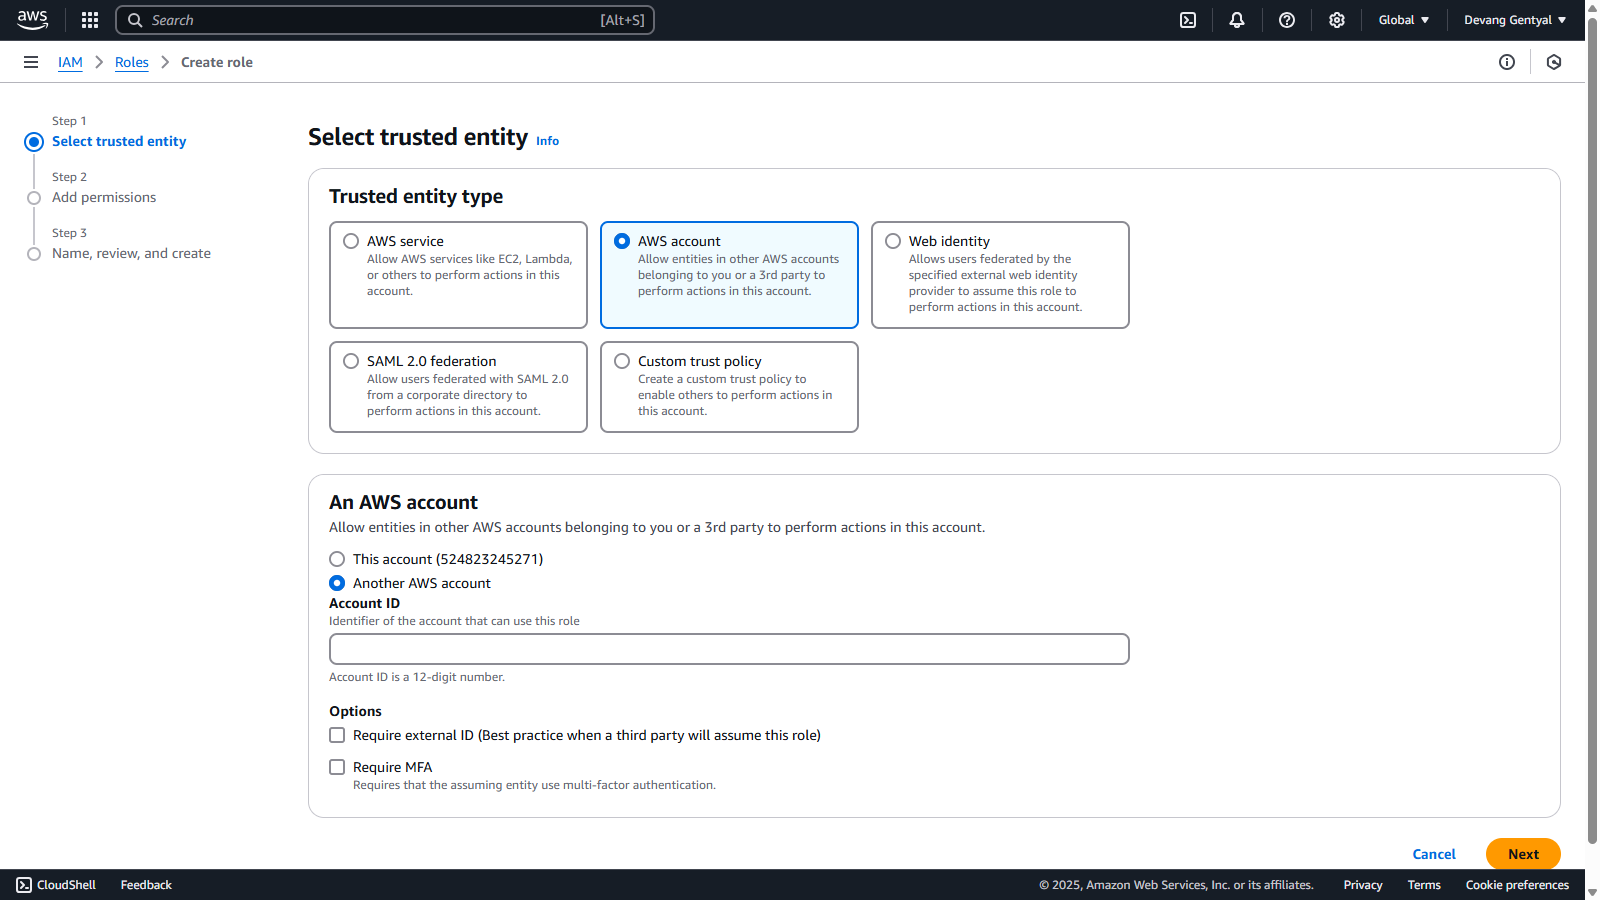 aws
Search [Alt+S]
Global
Devang Gentyal
IAM > Roles > Create role
Step 1
Select trusted entity
Step 2
Add permissions
Step 3
Name, review, and create
Select trusted entity Info
Trusted entity type
AWS service
Allow AWS services like EC2, Lambda,
or others to perform actions in this
account.
AWS account
Allow entities in other AWS accounts
belonging to you or a 3rd party to
perform actions in this account.
Web identity
Allows users federated by the
specified external web identity
provider to assume this role to
perform actions in this account.
SAML 2.0 federation
Allow users federated with SAML 2.0
from a corporate directory to
perform actions in this account.
Custom trust policy
Create a custom trust policy to
enable others to perform actions in
this account.
An AWS account
Allow entities in other AWS accounts belonging to you or a 3rd party to perform actions in this account.
This account (524823245271)
Another AWS account
Account ID
Identifier of the account that can use this role
Account ID is a 12-digit number.
Options
Require external ID (Best practice when a third party will assume this role)
Require MFA
Requires that the assuming entity use multi-factor authentication.
Cancel
Next
CloudShell
Feedback
© 2025, Amazon Web Services, Inc. or its affiliates.
Privacy
Terms
Cookie preferences